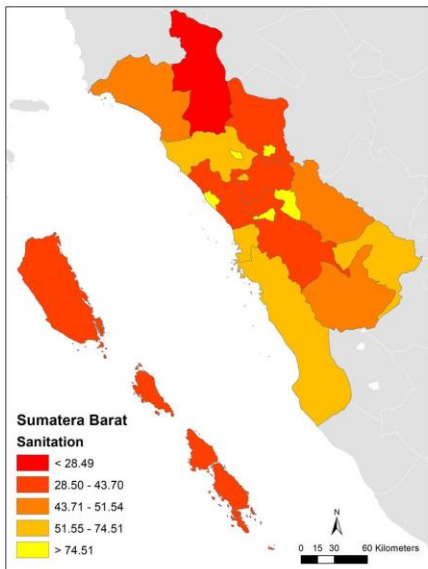 Sumatera Barat
Sanitation
< 28.49
28.50 - 43.70
43.71 - 51.54
51.55 - 74.51
> 74.51
N
0 15 30 60 Kilometers